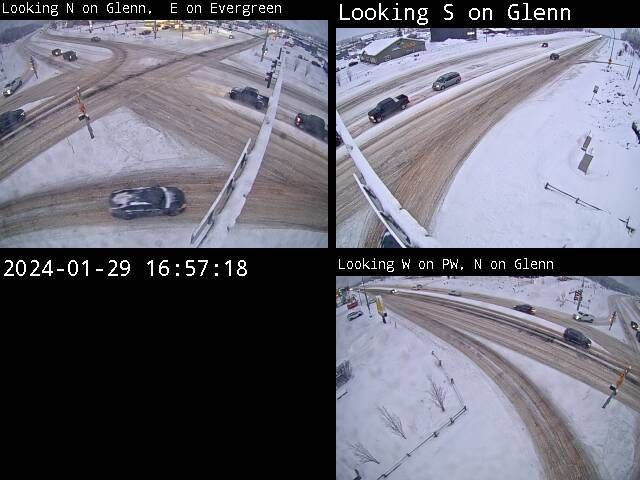 Looking N on Glenn,  E on Evergreen
Looking S on Glenn
2024-01-29 16:57:18
Looking W on PW, N on Glenn